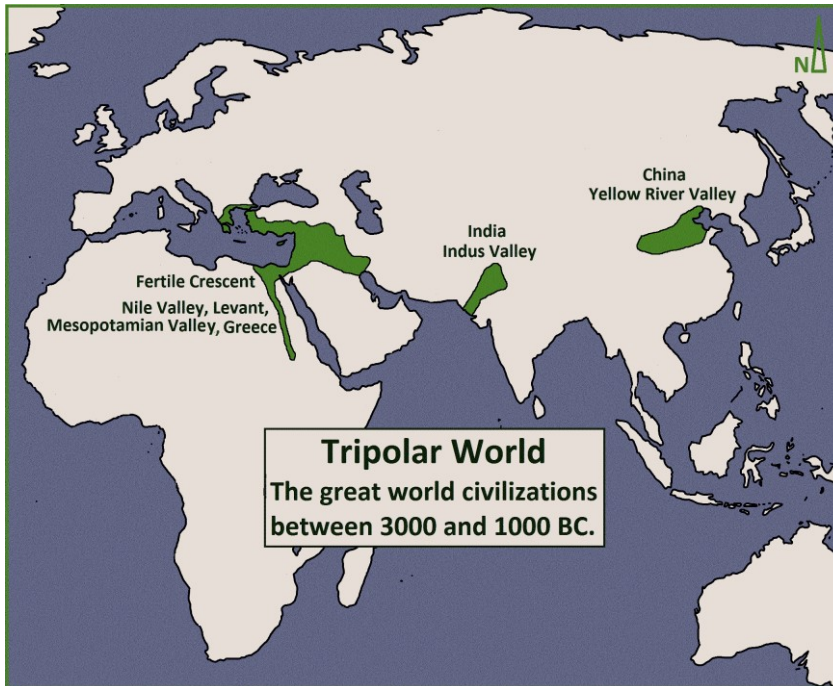 N
China
Yellow River Valley
India
Indus Valley
Fertile Crescent
Nile Valley, Levant,
Mesopotamian Valley, Greece
Tripolar World
The great world civilizations
between 3000 and 1000 BC.